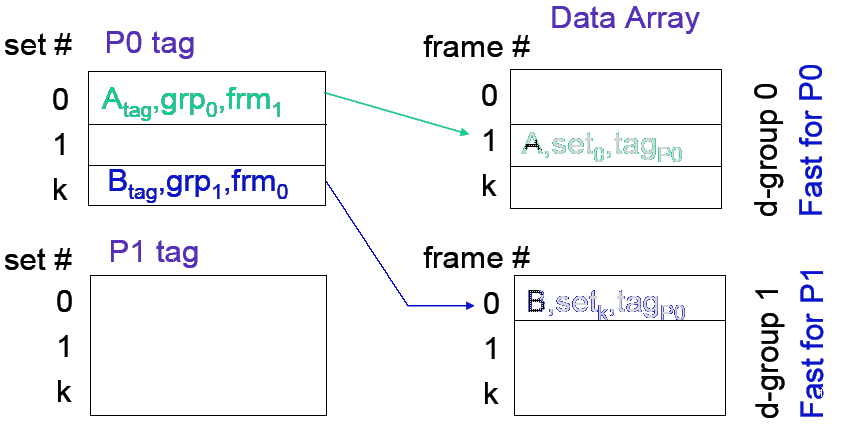 Data Array
set # P0 tag frame #
0 Atag,grp0,frm1 0
1 1 A,set0,tagP0
k Btag,grp1,frm0 k
d-group 0
Fast for P0
set # P1 tag frame #
0 0 B,setk,tagP0
1 1
k k
d-group 1
Fast for P1